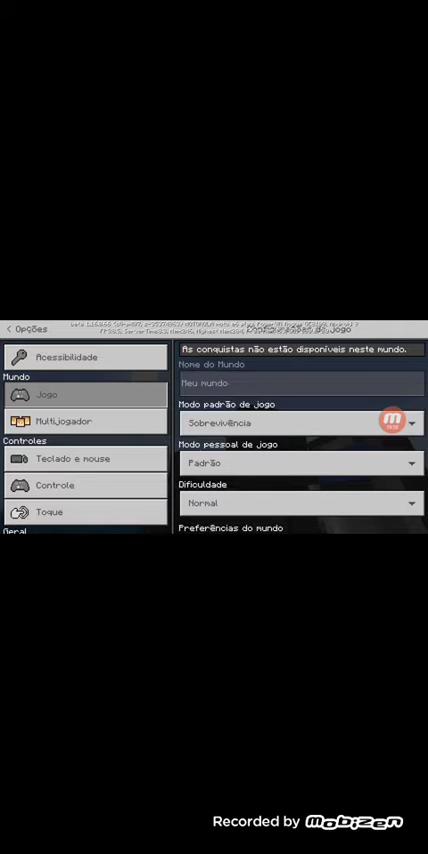 Opções
As conquistas não estão disponíveis neste mundo.
Acessibilidade
Nome do Mundo
Mundo
Meu mundo
Jogo
Modo padrão de jogo
Multijogador
Sobrevivência
Controles
Modo pessoal de jogo
Teclado e mouse
Padrão
Controle
Dificuldade
Toque
Normal
Geral
Preferências do mundo
Recorded by Mobizen